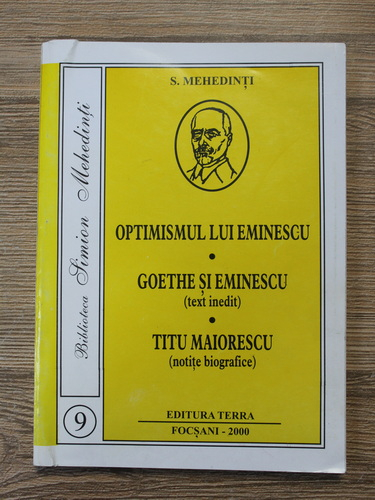 S. MEHEDINȚI
OPTIMISMUL LUI EMINESCU
•
GOETHE ȘI EMINESCU
(text inedit)
•
TITU MAIORESCU
(notițe biografice)
EDITURA TERRA
FOCȘANI - 2000
Biblioteca Simion Mehedinți
9